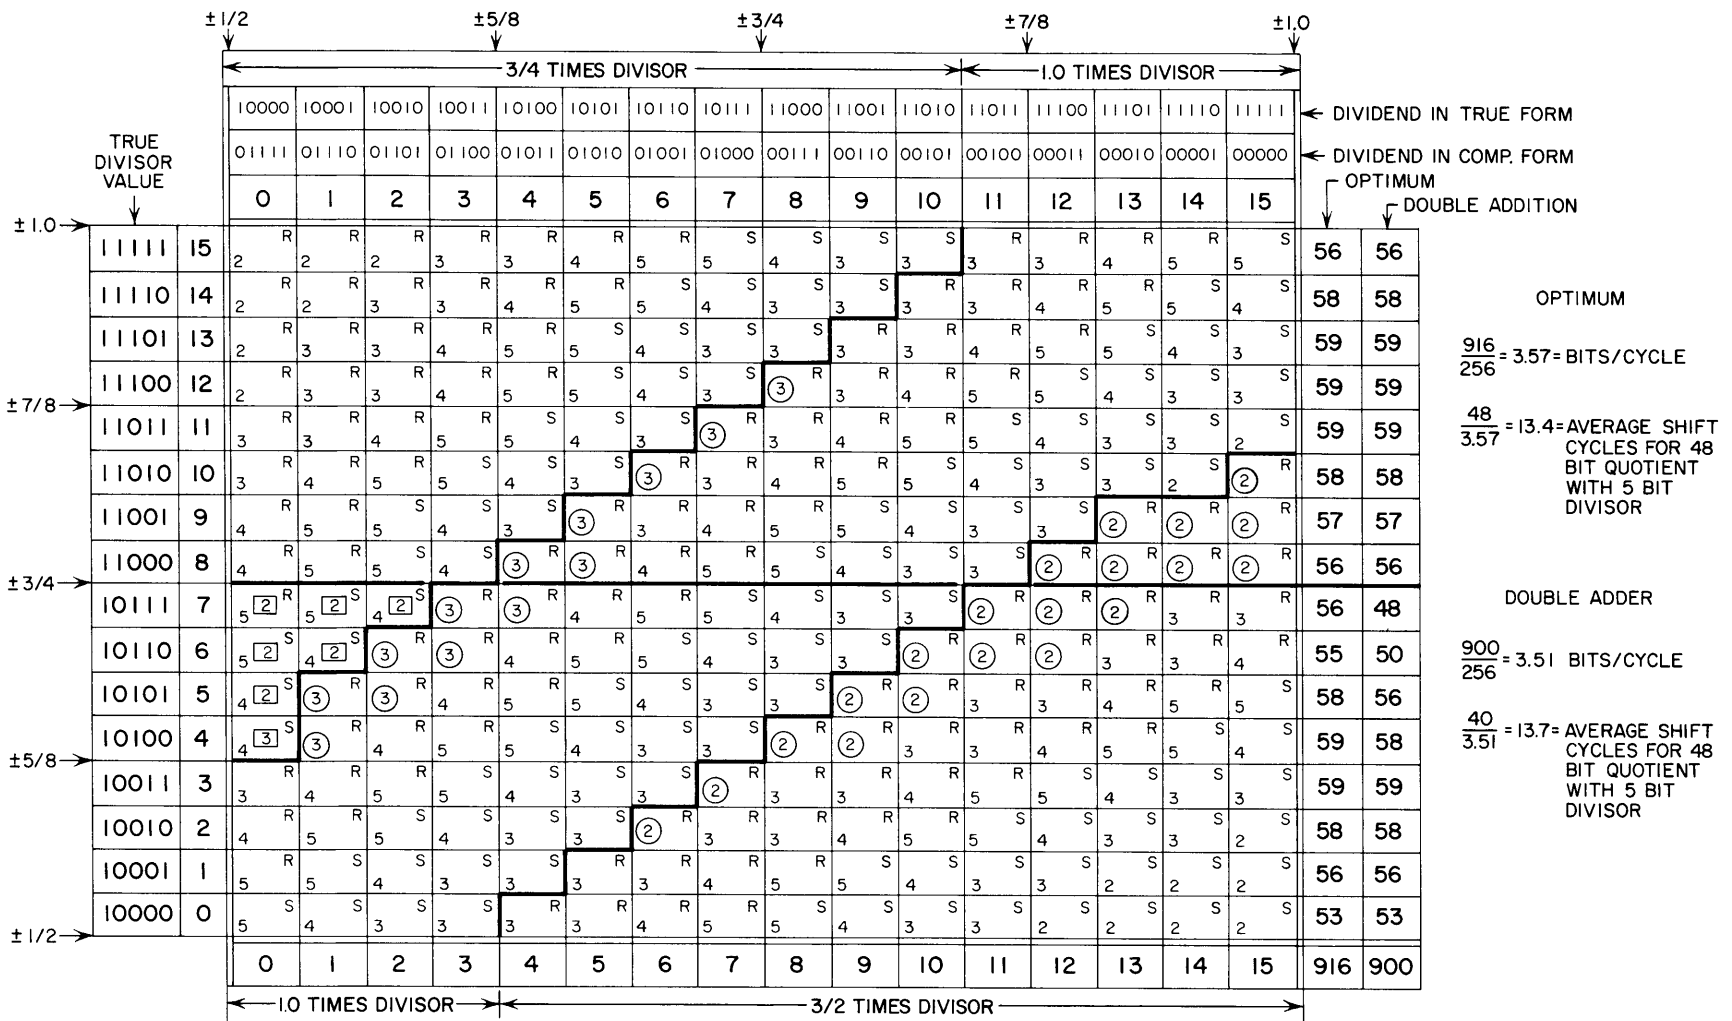 ±1/2 ±5/8 ±3/4 ±7/8 ±1.0
3/4 TIMES DIVISOR 1.0 TIMES DIVISOR
10000 10001 10010 10011 10100 10101 10110 10111 11000 11001 11010 11011 11100 11101 11110 11111 DIVIDEND IN TRUE FORM
01111 01110 01101 01100 01011 01010 01001 01000 00111 00110 00101 00100 00011 00010 00001 00000 DIVIDEND IN COMP. FORM
TRUE DIVISOR VALUE
0 1 2 3 4 5 6 7 8 9 10 11 12 13 14 15 OPTIMUM DOUBLE ADDITION
±1.0
11111 15 2 R 2 R 2 R 3 R 3 R 4 R 5 R 5 S 4 S 3 S 3 S 3 R 3 R 4 R 5 R 5 S 56 56
11110 14 2 R 2 R 3 R 3 R 4 R 5 R 5 S 4 S 3 S 3 S 3 R 3 R 4 R 5 R 5 S 4 S 58 58
11101 13 2 R 3 R 3 R 4 R 5 R 5 S 4 S 3 S 3 S 3 R 3 R 4 R 5 R 5 S 4 S 3 S 59 59
11100 12 2 R 3 R 4 R 5 R 5 S 4 S 3 S 3 R 3 R 4 R 5 R 5 S 4 S 3 S 3 S 59 59
±7/8
11011 11 3 R 3 R 4 R 5 R 5 S 4 S 3 S 3 R 3 R 4 R 5 R 5 S 4 S 3 S 3 S 2 S 59 59
11010 10 3 R 4 R 5 R 5 S 4 S 3 S 3 R 3 R 4 R 5 R 5 S 4 S 3 S 3 S 2 S 2 R 58 58
11001 9 4 R 5 R 5 S 4 S 3 S 3 R 3 R 4 R 5 R 5 S 4 S 3 S 3 S 2 R 2 R 2 R 57 57
11000 8 4 R 5 R 5 S 4 S 3 R 3 R 4 R 5 R 5 S 4 S 3 S 3 S 2 R 2 R 2 R 2 R 56 56
±3/4
10111 7 5 2 R 5 2 S 4 2 S 3 R 3 R 4 R 5 R 5 S 4 S 3 S 3 S 2 R 2 R 2 R 3 R 3 R 56 48
10110 6 5 2 S 4 2 S 3 R 3 R 4 R 5 R 5 S 4 S 3 S 3 S 2 R 2 R 2 R 3 R 3 R 4 R 55 50
10101 5 4 2 S 3 R 3 R 4 R 5 R 5 S 4 S 3 S 3 S 2 R 2 R 3 R 3 R 4 R 5 R 5 S 58 56
10100 4 4 3 S 3 R 4 R 5 R 5 S 4 S 3 S 3 S 2 R 2 R 3 R 3 R 4 R 5 R 5 S 4 S 59 58
±5/8
10011 3 3 R 4 R 5 R 5 S 4 S 3 S 3 S 2 R 3 R 3 R 4 R 5 R 5 S 4 S 3 S 3 S 59 59
10010 2 4 R 5 R 5 S 4 S 3 S 3 S 2 R 3 R 3 R 4 R 5 R 5 S 4 S 3 S 3 S 2 S 58 58
10001 1 5 R 5 S 4 S 3 S 3 S 3 R 3 R 4 R 5 R 5 S 4 S 3 S 3 S 2 S 2 S 2 S 56 56
10000 0 5 S 4 S 3 S 3 S 3 R 3 R 4 R 5 R 5 S 4 S 3 S 3 S 2 S 2 S 2 S 2 S 53 53
±1/2
0 1 2 3 4 5 6 7 8 9 10 11 12 13 14 15 916 900
1.0 TIMES DIVISOR 3/2 TIMES DIVISOR
OPTIMUM
916/256 = 3.57 = BITS/CYCLE
48/3.57 = 13.4 = AVERAGE SHIFT
CYCLES FOR 48
BIT QUOTIENT
WITH 5 BIT
DIVISOR
DOUBLE ADDER
900/256 = 3.51 BITS/CYCLE
40/3.51 = 13.7 = AVERAGE SHIFT
CYCLES FOR 48
BIT QUOTIENT
WITH 5 BIT
DIVISOR